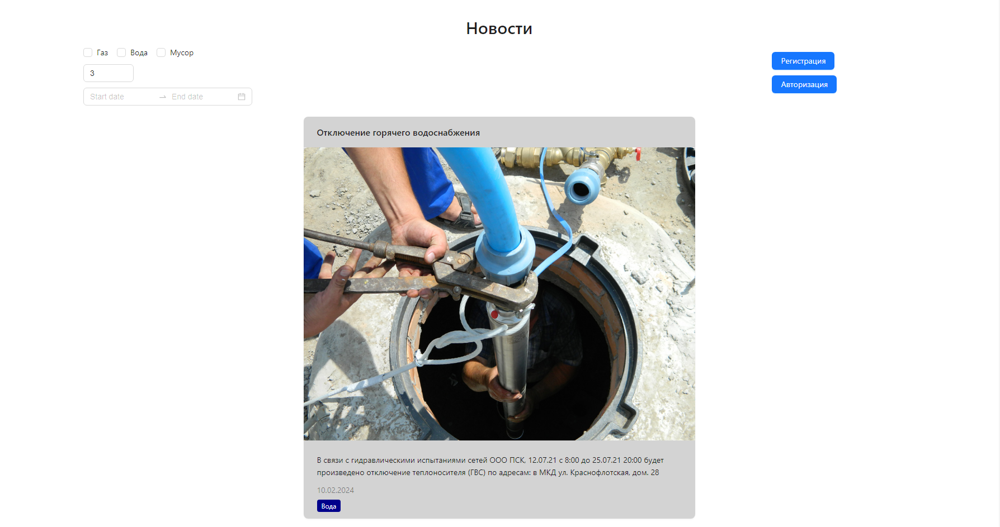 Новости
Газ Вода Мусор
3
Start date End date
Регистрация
Авторизация
Отключение горячего водоснабжения
В связи с гидравлическими испытаниями сетей ООО ПСК, 12.07.21 с 8:00 до 25.07.21 20:00 будет
произведено отключение теплоносителя (ГВС) по адресам: в МКД ул. Краснофлотская, дом. 28
10.02.2024
Вода